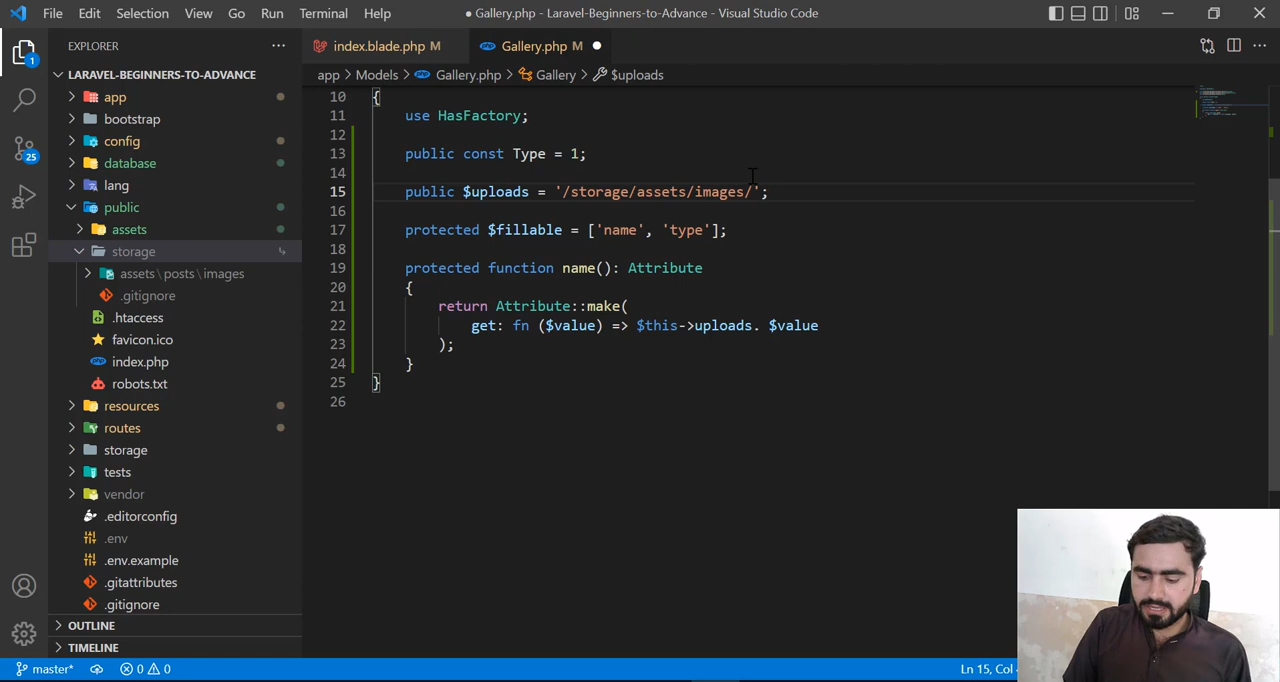 File Edit Selection View Go Run Terminal Help
● Gallery.php - Laravel-Beginners-to-Advance - Visual Studio Code
EXPLORER
LARAVEL-BEGINNERS-TO-ADVANCE
app
bootstrap
config
database
lang
public
assets
storage
assets \ posts \ images
.gitignore
.htaccess
favicon.ico
index.php
robots.txt
resources
routes
storage
tests
vendor
.editorconfig
.env
.env.example
.gitattributes
.gitignore
OUTLINE
TIMELINE
1
25
index.blade.php M
Gallery.php M ●
app > Models > Gallery.php > Gallery > $uploads
10 {
11 use HasFactory;
12
13 public const Type = 1;
14
15 public $uploads = '/storage/assets/images/';
16
17 protected $fillable = ['name', 'type'];
18
19 protected function name(): Attribute
20 {
21 return Attribute::make(
22 get: fn ($value) => $this->uploads. $value
23 );
24 }
25 }
26
master* 0 0
Ln 15, Col